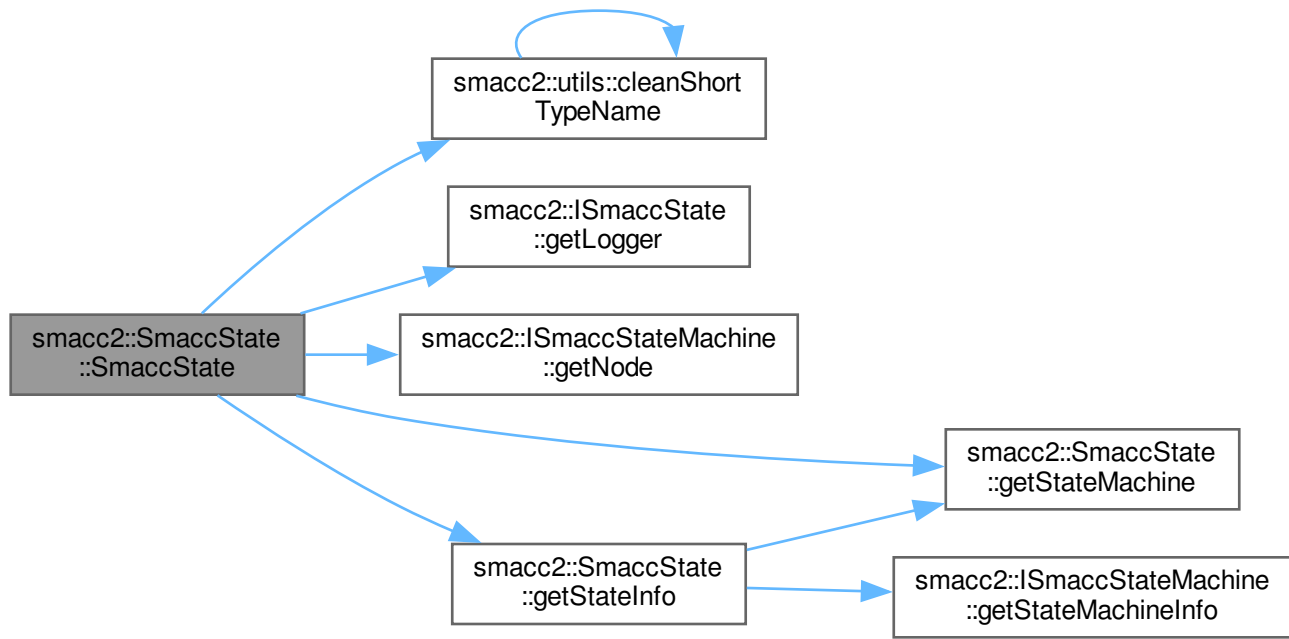 smacc2::utils::cleanShort
TypeName
smacc2::ISmaccState
::getLogger
smacc2::SmaccState
::SmaccState
smacc2::ISmaccStateMachine
::getNode
smacc2::SmaccState
::getStateMachine
smacc2::SmaccState
::getStateInfo
smacc2::ISmaccStateMachine
::getStateMachineInfo